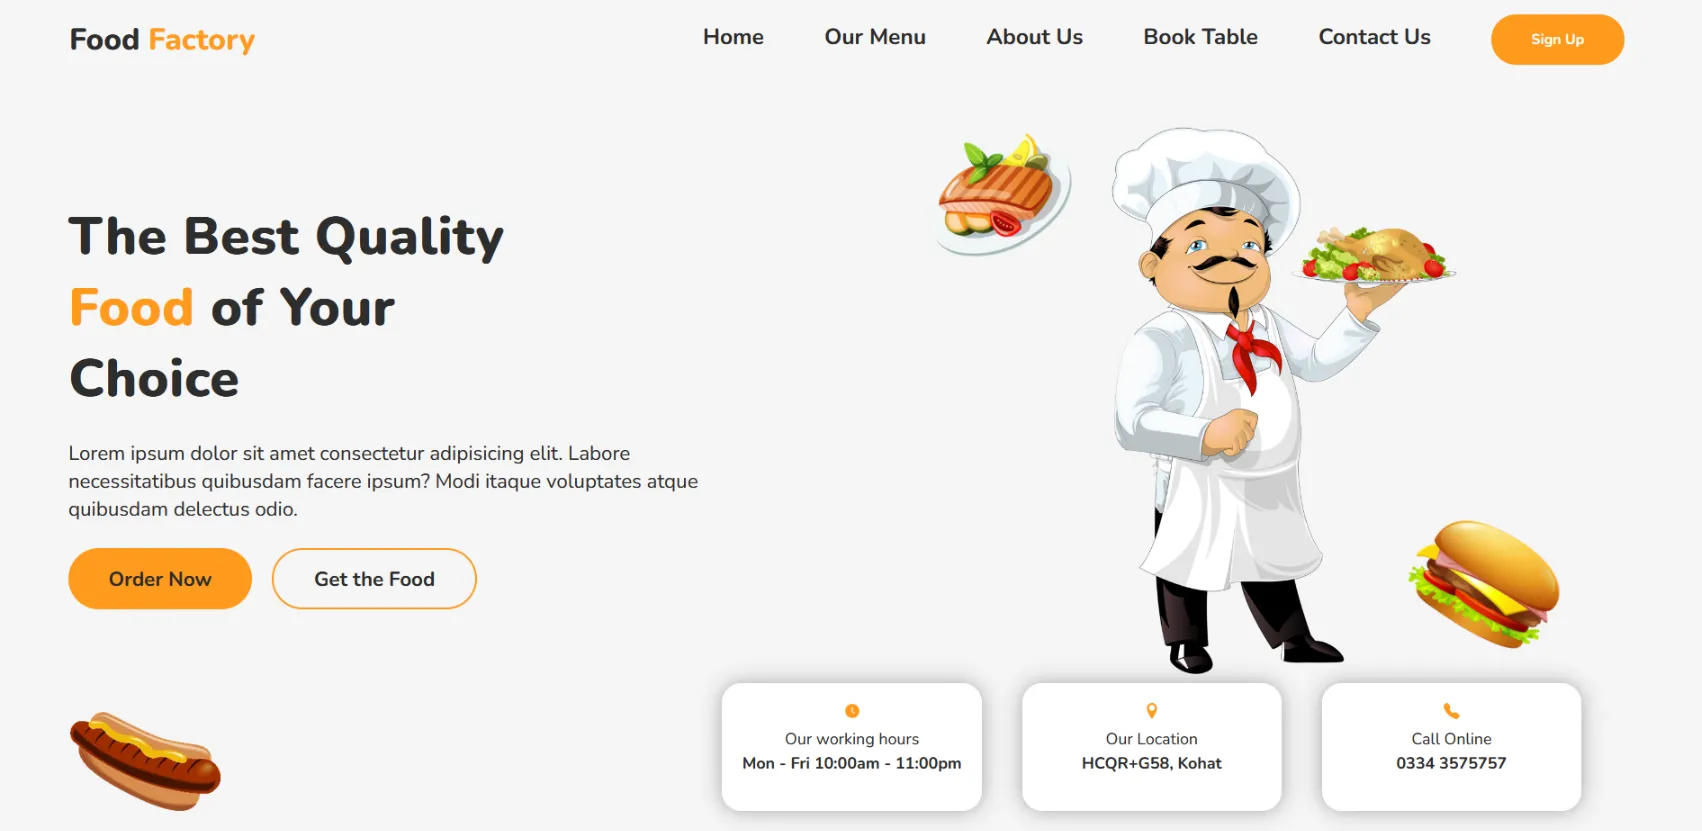 Food Factory
Home
Our Menu
About Us
Book Table
Contact Us
Sign Up
The Best Quality
Food of Your
Choice
Lorem ipsum dolor sit amet consectetur adipisicing elit. Labore
necessitatibus quibusdam facere ipsum? Modi itaque voluptates atque
quibusdam delectus odio.
Order Now
Get the Food
Our working hours
Mon - Fri 10:00am - 11:00pm
Our Location
HCQR+G58, Kohat
Call Online
0334 3575757